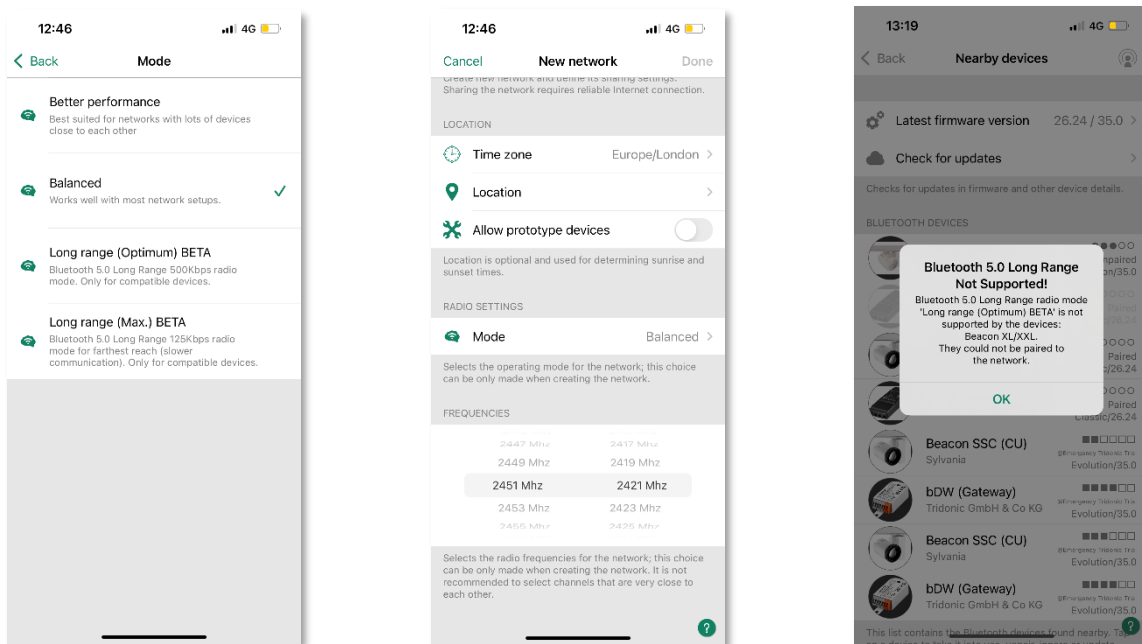 12:46
4G
Back
Mode
Better performance
Best suited for networks with lots of devices
close to each other
Balanced
Works well with most network setups.
Long range (Optimum) BETA
Bluetooth 5.0 Long Range 500Kbps radio
mode. Only for compatible devices.
Long range (Max.) BETA
Bluetooth 5.0 Long Range 125Kbps radio
mode for farthest reach (slower
communication). Only for compatible devices.
12:46
4G
Cancel
New network
Done
Create new network and define its sharing settings.
Sharing the network requires reliable Internet connection.
LOCATION
Time zone
Europe/London
Location
Allow prototype devices
Location is optional and used for determining sunrise and
sunset times.
RADIO SETTINGS
Mode
Balanced
Selects the operating mode for the network; this choice
can be only made when creating the network.
FREQUENCIES
2447 Mhz 2417 Mhz
2449 Mhz 2419 Mhz
2451 Mhz 2421 Mhz
2453 Mhz 2423 Mhz
2455 Mhz 2425 Mhz
Selects the radio frequencies for the network; this choice
can be only made when creating the network. It is not
recommended to select channels that are very close to
each other.
?
13:19
4G
Back
Nearby devices
Latest firmware version
26.24 / 35.0
Check for updates
Checks for updates in firmware and other device details.
BLUETOOTH DEVICES
Bluetooth 5.0 Long Range
Not Supported!
Bluetooth 5.0 Long Range radio mode
'Long range (Optimum) BETA' is not
supported by the devices:
Beacon XL/XXL.
They could not be paired to
the network.
OK
Paired
Paired
Paired
Classic/26.24
Beacon SSC (CU)
Sylvania
Evolution/35.0
bDW (Gateway)
Tridonic GmbH & Co KG
Evolution/35.0
Beacon SSC (CU)
Sylvania
Evolution/35.0
bDW (Gateway)
Tridonic GmbH & Co KG
Evolution/35.0
This list contains the Bluetooth devices found nearby.
?